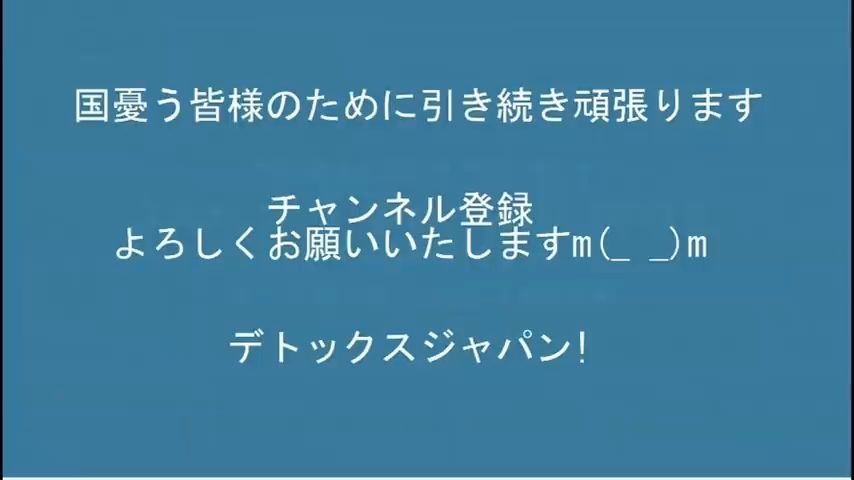 国憂う皆様のために引き続き頑張ります
チャンネル登録
よろしくお願いいたしますm(_ _)m
デトックスジャパン!